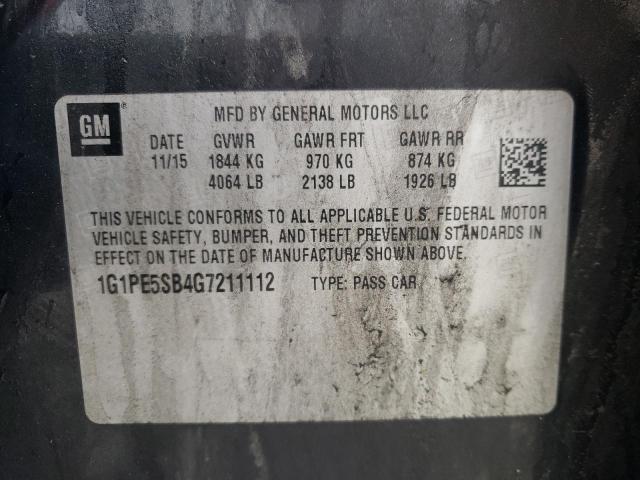 MFD BY GENERAL MOTORS LLC
GM
DATE GVWR GAWR FRT GAWR RR
11/15 1844 KG 970 KG 874 KG
4064 LB 2138 LB 1926 LB
THIS VEHICLE CONFORMS TO ALL APPLICABLE U.S. FEDERAL MOTOR
VEHICLE SAFETY, BUMPER, AND THEFT PREVENTION STANDARDS IN
EFFECT ON THE DATE OF MANUFACTURE SHOWN ABOVE.
1G1PE5SB4G7211112 TYPE: PASS CAR